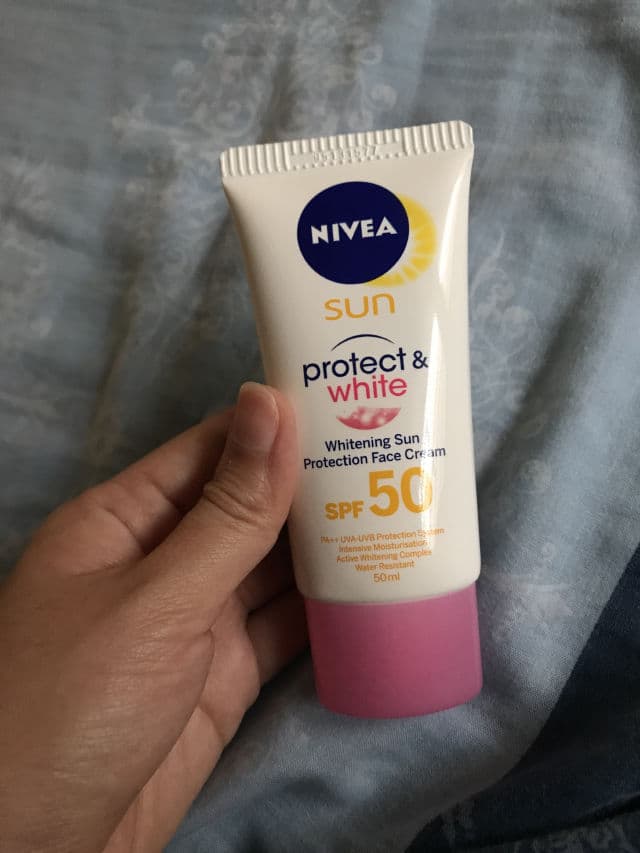 NIVEA
sun
protect &
white
Whitening Sun
Protection Face Cream
SPF 50
PA++ UVA-UVB Protection System
Intensive Moisturisation
Active Whitening Complex
Water Resistant
50ml